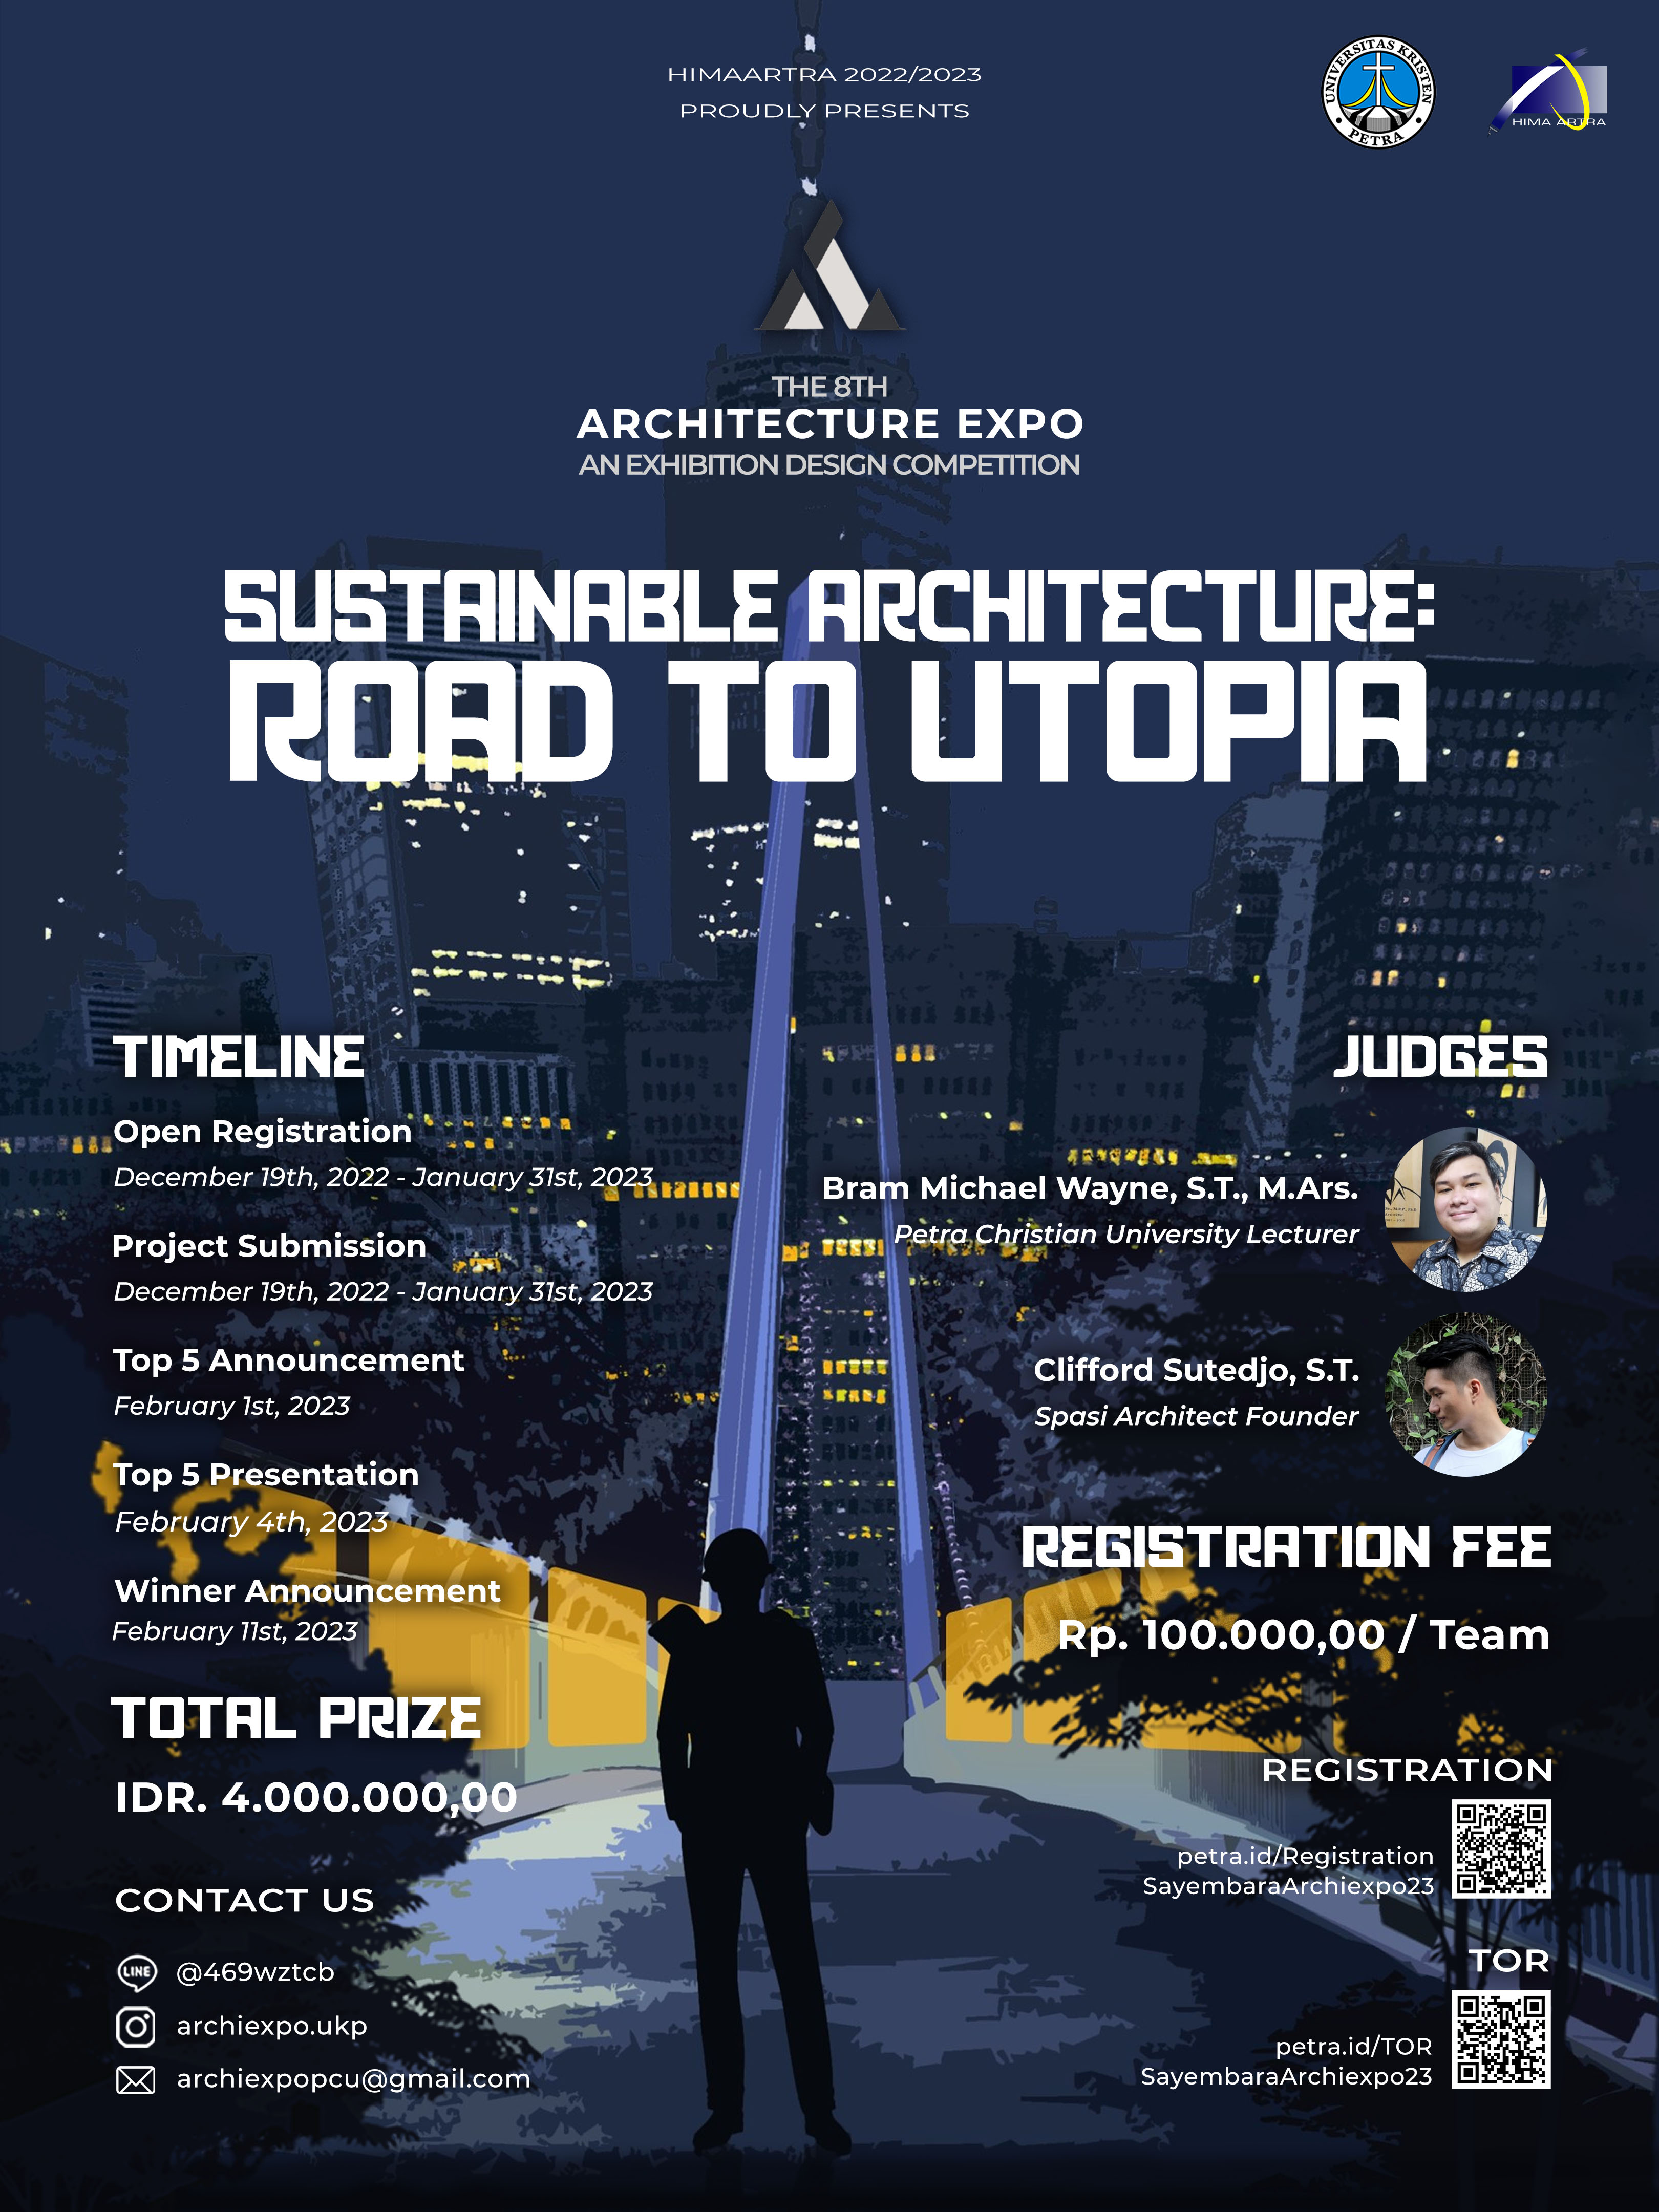 HIMAARTRA 2022/2023
PROUDLY PRESENTS
UNIVERSITAS KRISTEN
PETRA
HIMA ARTRA
THE 8TH
ARCHITECTURE EXPO
AN EXHIBITION DESIGN COMPETITION
SUSTAINABLE ARCHITECTURE:
ROAD TO UTOPIA
TIMELINE
Open Registration
December 19th, 2022 - January 31st, 2023
Project Submission
December 19th, 2022 - January 31st, 2023
Top 5 Announcement
February 1st, 2023
Top 5 Presentation
February 4th, 2023
Winner Announcement
February 11st, 2023
TOTAL PRIZE
IDR. 4.000.000,00
CONTACT US
LINE @469wztcb
archiexpo.ukp
archiexpopcu@gmail.com
JUDGES
Bram Michael Wayne, S.T., M.Ars.
Petra Christian University Lecturer
Clifford Sutedjo, S.T.
Spasi Architect Founder
REGISTRATION FEE
Rp. 100.000,00 / Team
REGISTRATION
petra.id/Registration
SayembaraArchiexpo23
TOR
petra.id/TOR
SayembaraArchiexpo23